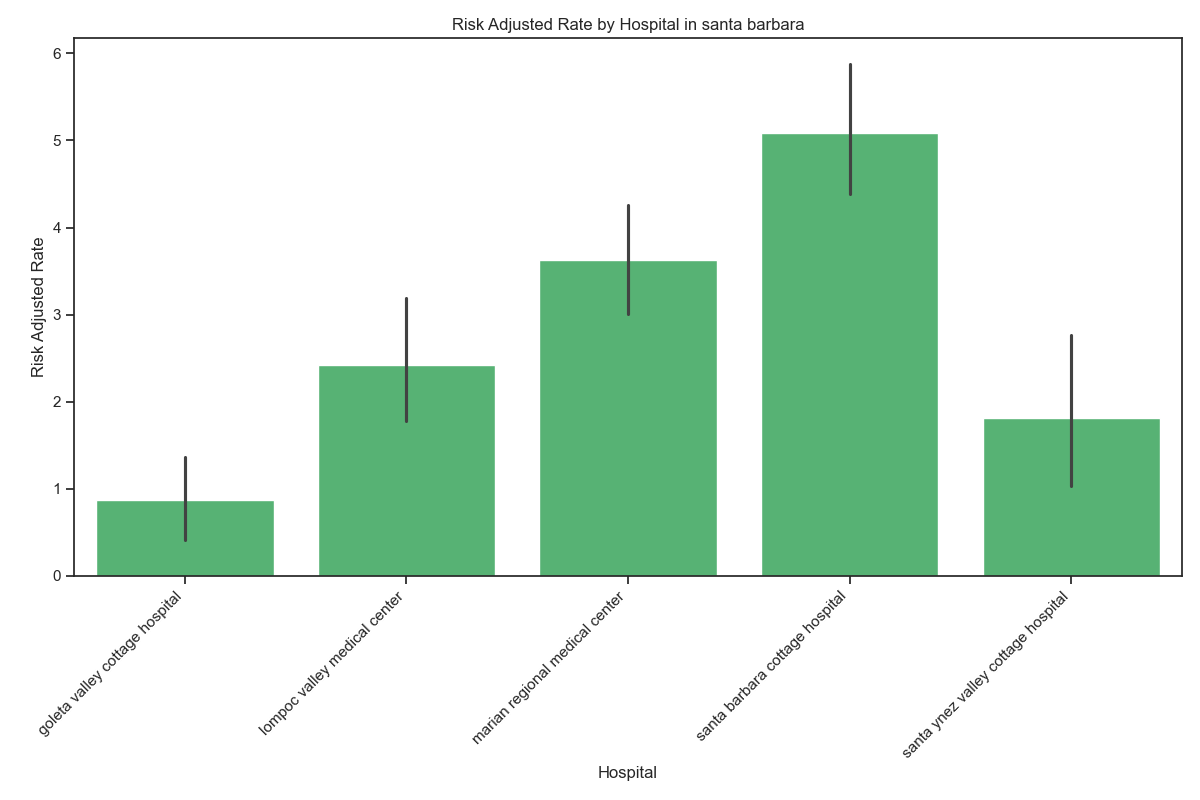 Risk Adjusted Rate by Hospital in santa barbara
6
5
4
3
2
1
0
Risk Adjusted Rate
goleta valley cottage hospital
lompoc valley medical center
marian regional medical center
santa barbara cottage hospital
santa ynez valley cottage hospital
Hospital